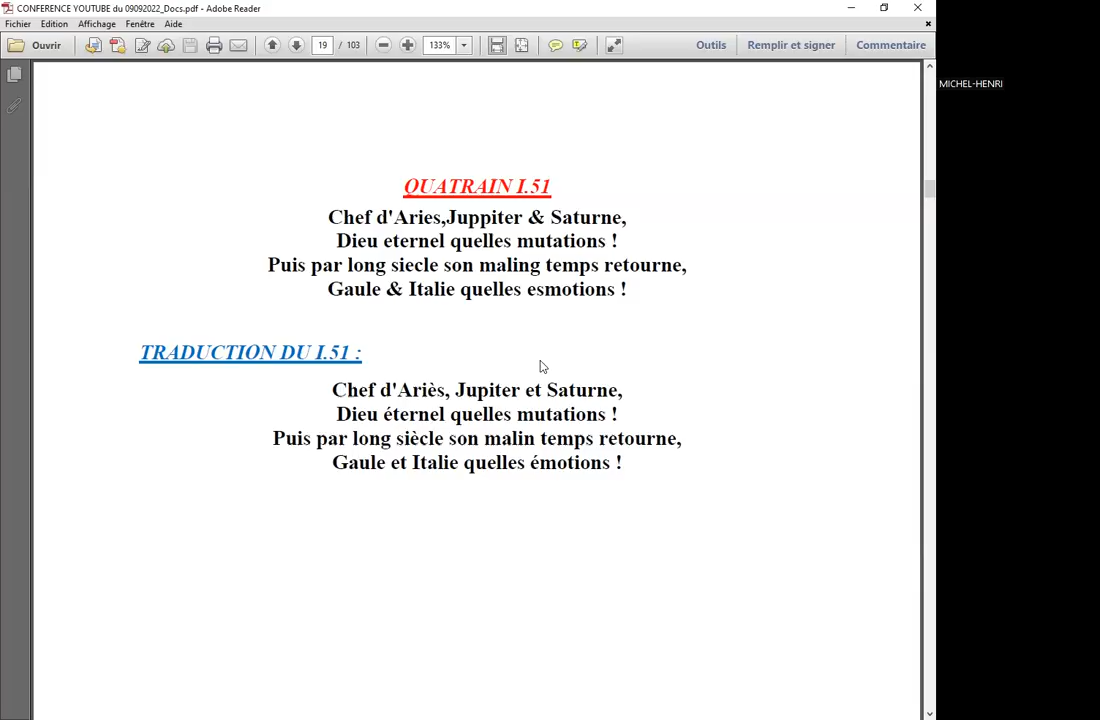 CONFERENCE YOUTUBE du 09092022_Docs.pdf - Adobe Reader
Fichier Edition Affichage Fenêtre Aide
Ouvrir 19 / 103 133% Outils Remplir et signer Commentaire
MICHEL-HENRI
QUATRAIN I.51
Chef d'Aries,Juppiter & Saturne,
Dieu eternel quelles mutations !
Puis par long siecle son maling temps retourne,
Gaule & Italie quelles esmotions !
TRADUCTION DU I.51 :
Chef d'Ariès, Jupiter et Saturne,
Dieu éternel quelles mutations !
Puis par long siècle son malin temps retourne,
Gaule et Italie quelles émotions !